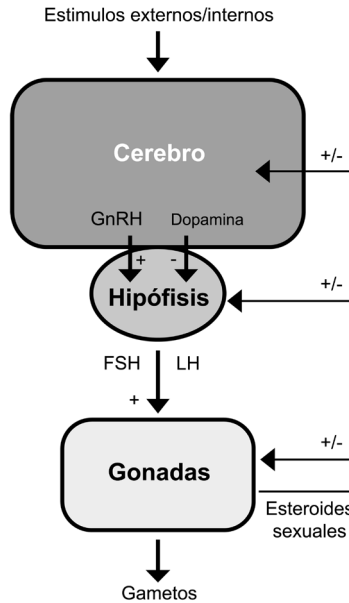 Estimulos externos/internos
Cerebro
+/-
GnRH Dopamina
+ -
Hipófisis
+/-
FSH LH
+
+/-
Gonadas
Esteroides
sexuales
Gametos